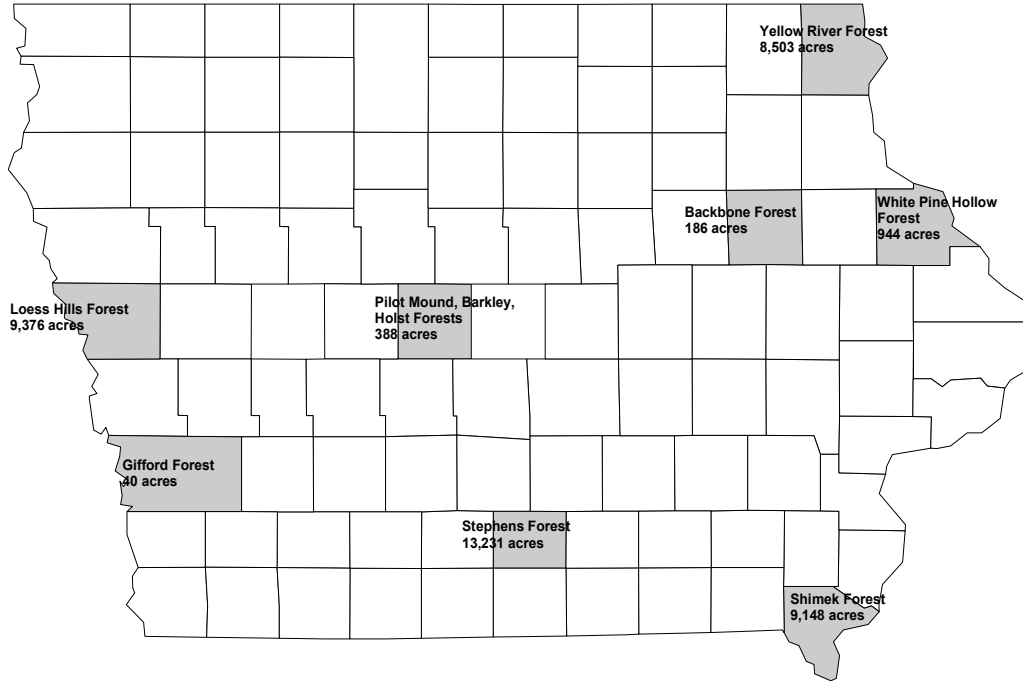 Yellow River Forest
8,503 acres
White Pine Hollow
Forest
944 acres
Backbone Forest
186 acres
Loess Hills Forest
9,376 acres
Pilot Mound, Barkley,
Holst Forests
388 acres
Gifford Forest
40 acres
Stephens Forest
13,231 acres
Shimek Forest
9,148 acres